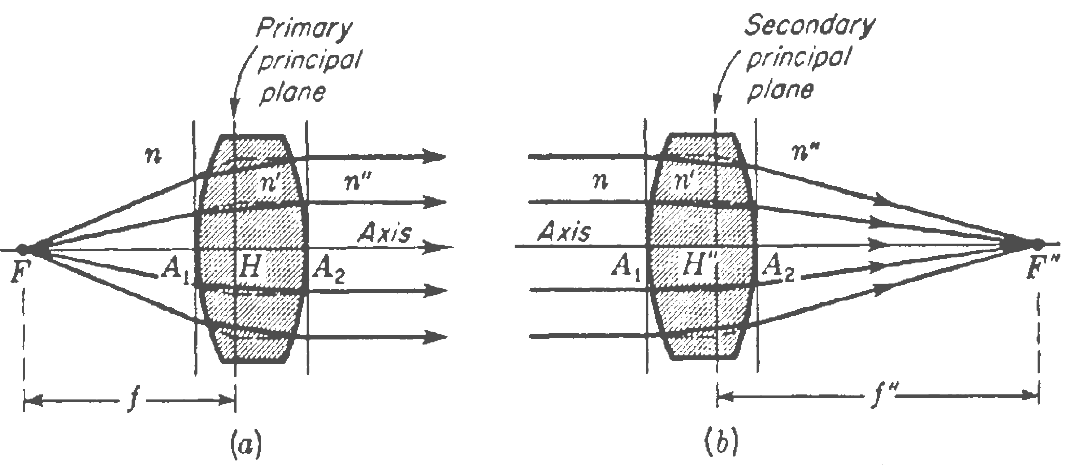 Primary
principal
plane
n
n′
n″
Axis
F
A₁
H
A₂
f
(a)
Secondary
principal
plane
n
n′
n″
Axis
A₁
H″
A₂
F″
f″
(b)